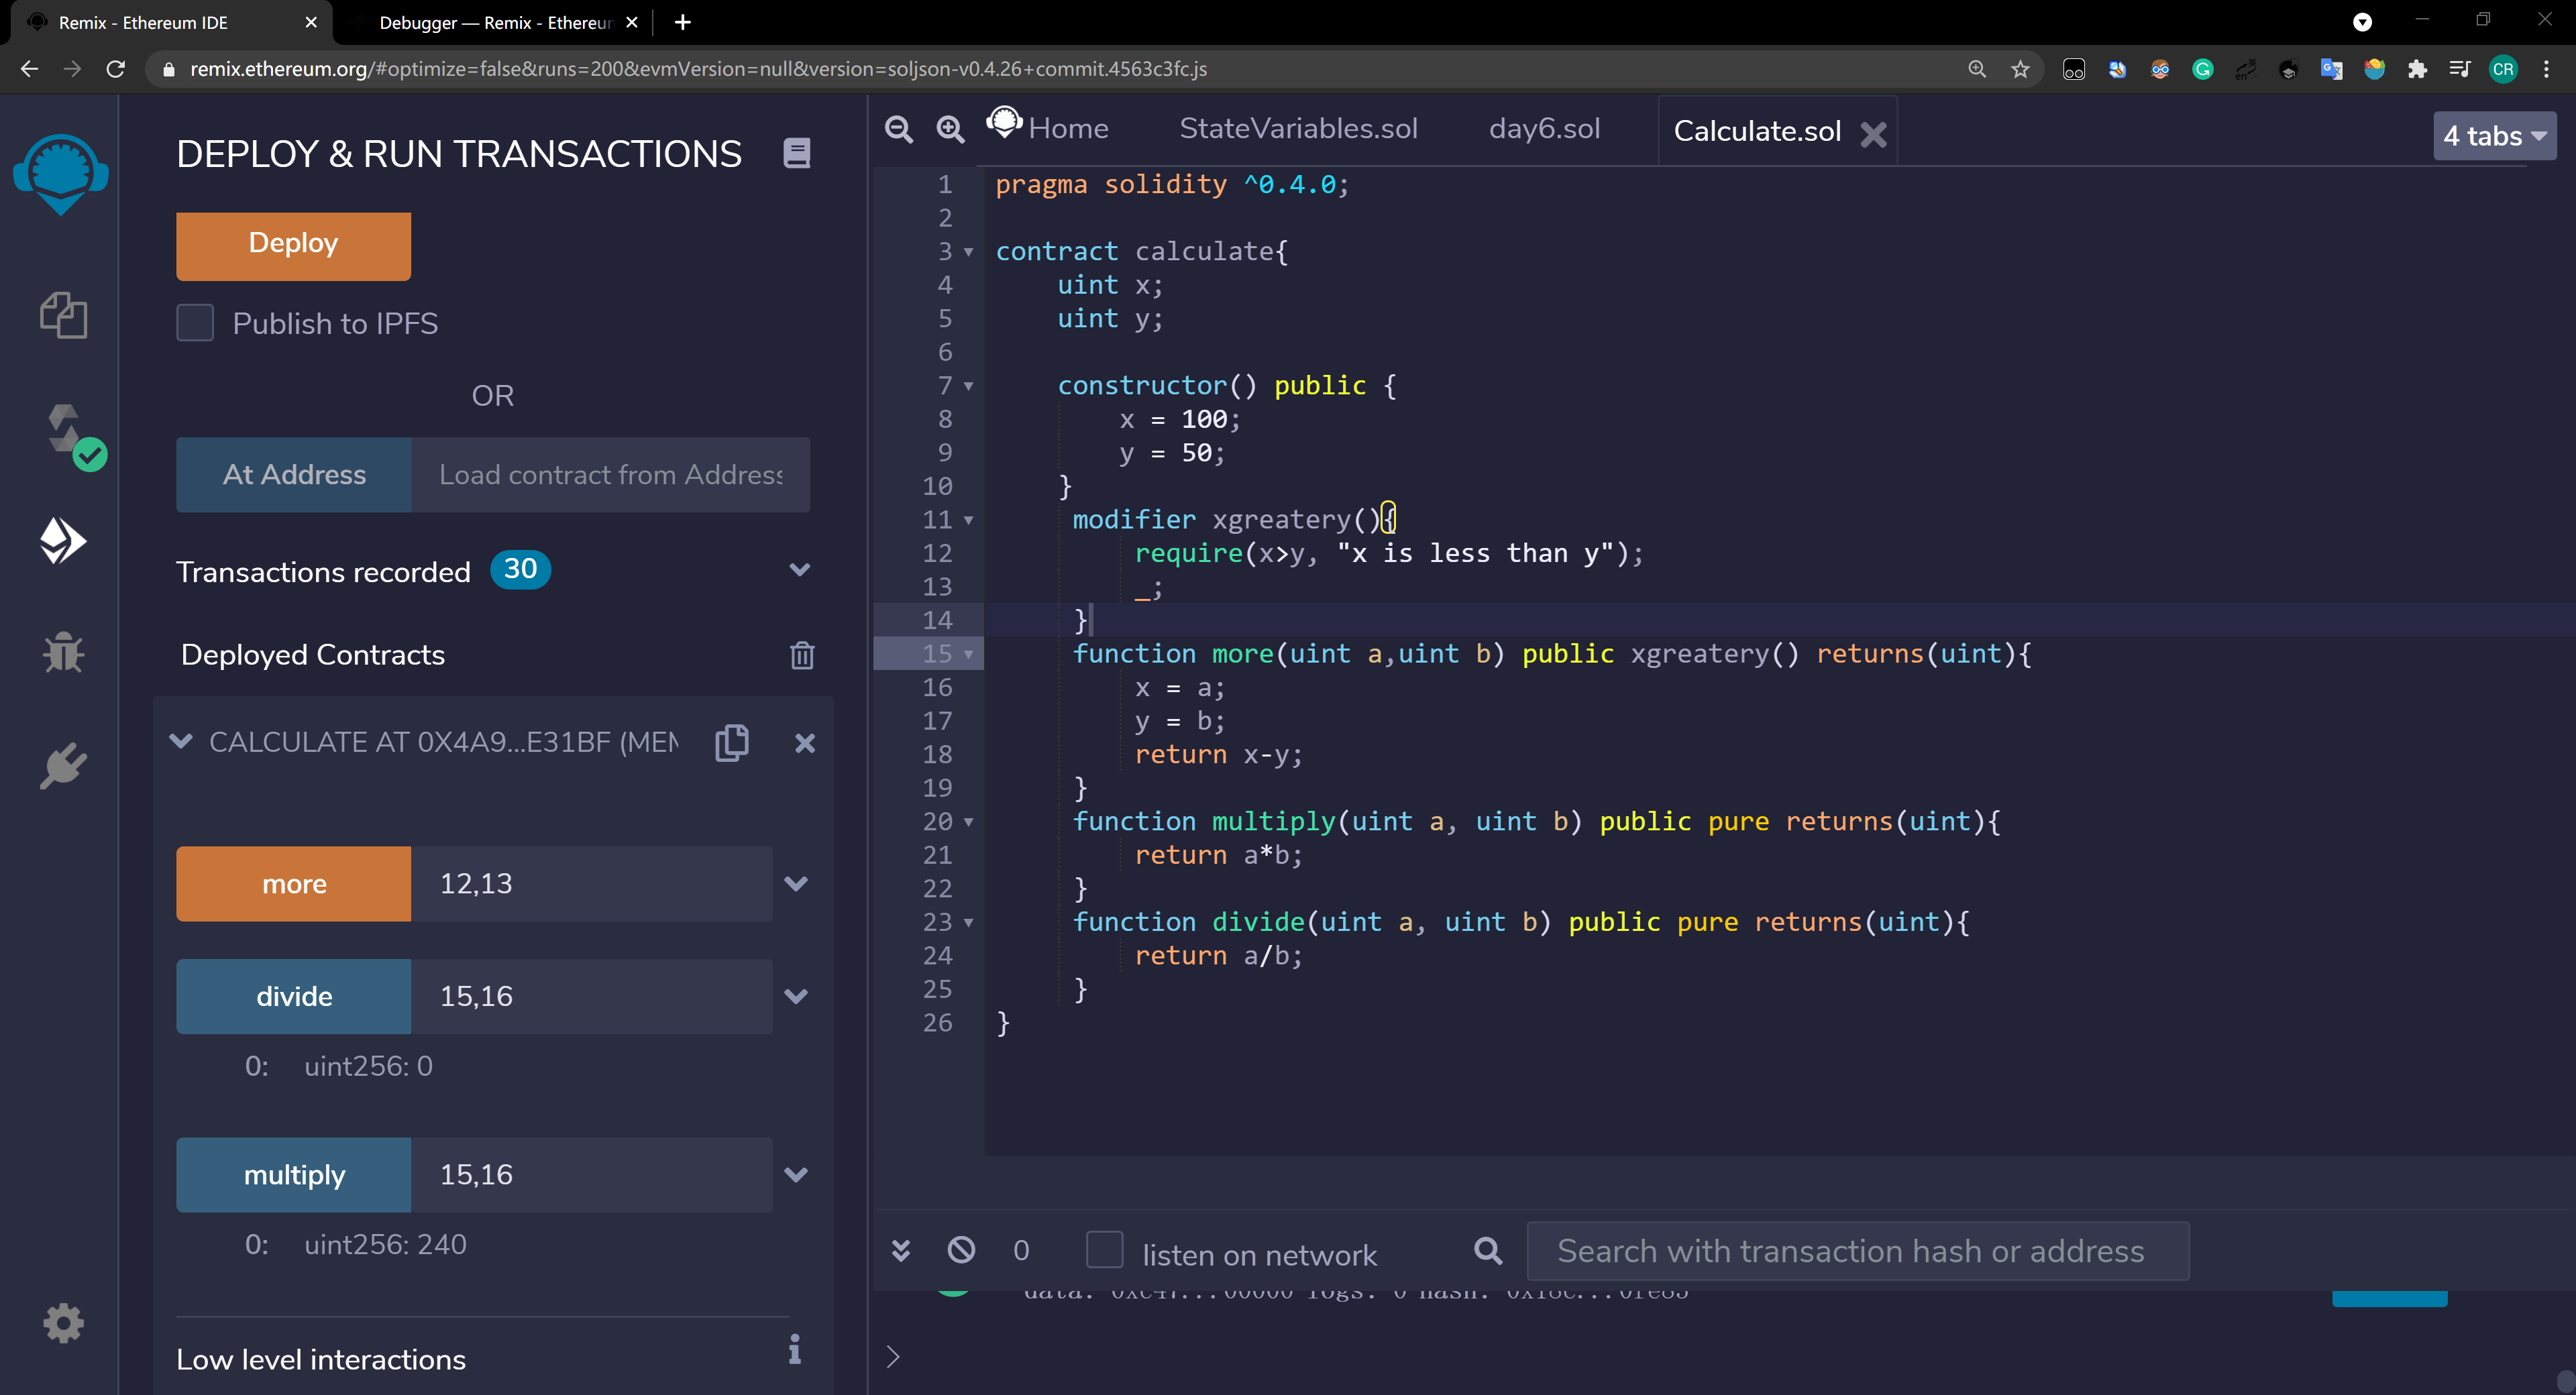 Remix - Ethereum IDE
Debugger — Remix - Ethereum
remix.ethereum.org/#optimize=false&runs=200&evmVersion=null&version=soljson-v0.4.26+commit.4563c3fc.js
CR
DEPLOY & RUN TRANSACTIONS
Deploy
Publish to IPFS
OR
At Address
Load contract from Address
Transactions recorded 30
Deployed Contracts
CALCULATE AT 0X4A9...E31BF (MEM
more 12,13
divide 15,16
0: uint256: 0
multiply 15,16
0: uint256: 240
Low level interactions
Home
StateVariables.sol
day6.sol
Calculate.sol
4 tabs
1 pragma solidity ^0.4.0;
2
3 contract calculate{
4 uint x;
5 uint y;
6
7 constructor() public {
8 x = 100;
9 y = 50;
10 }
11 modifier xgreatery(){
12 require(x>y, "x is less than y");
13 _;
14 }
15 function more(uint a,uint b) public xgreatery() returns(uint){
16 x = a;
17 y = b;
18 return x-y;
19 }
20 function multiply(uint a, uint b) public pure returns(uint){
21 return a*b;
22 }
23 function divide(uint a, uint b) public pure returns(uint){
24 return a/b;
25 }
26 }
0
listen on network
Search with transaction hash or address
>